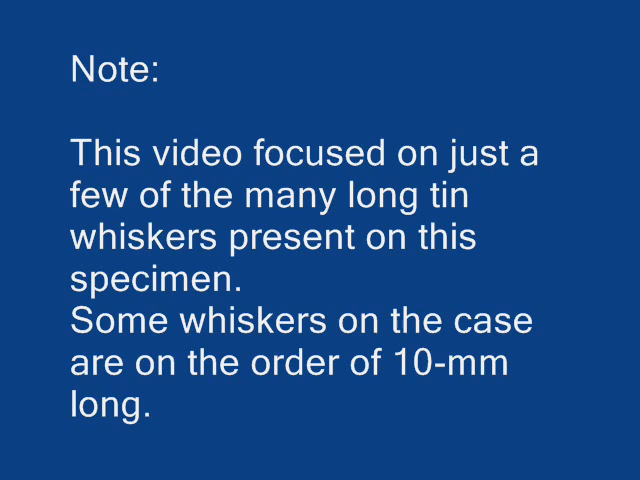 Note:
This video focused on just a
few of the many long tin
whiskers present on this
specimen.
Some whiskers on the case
are on the order of 10-mm
long.